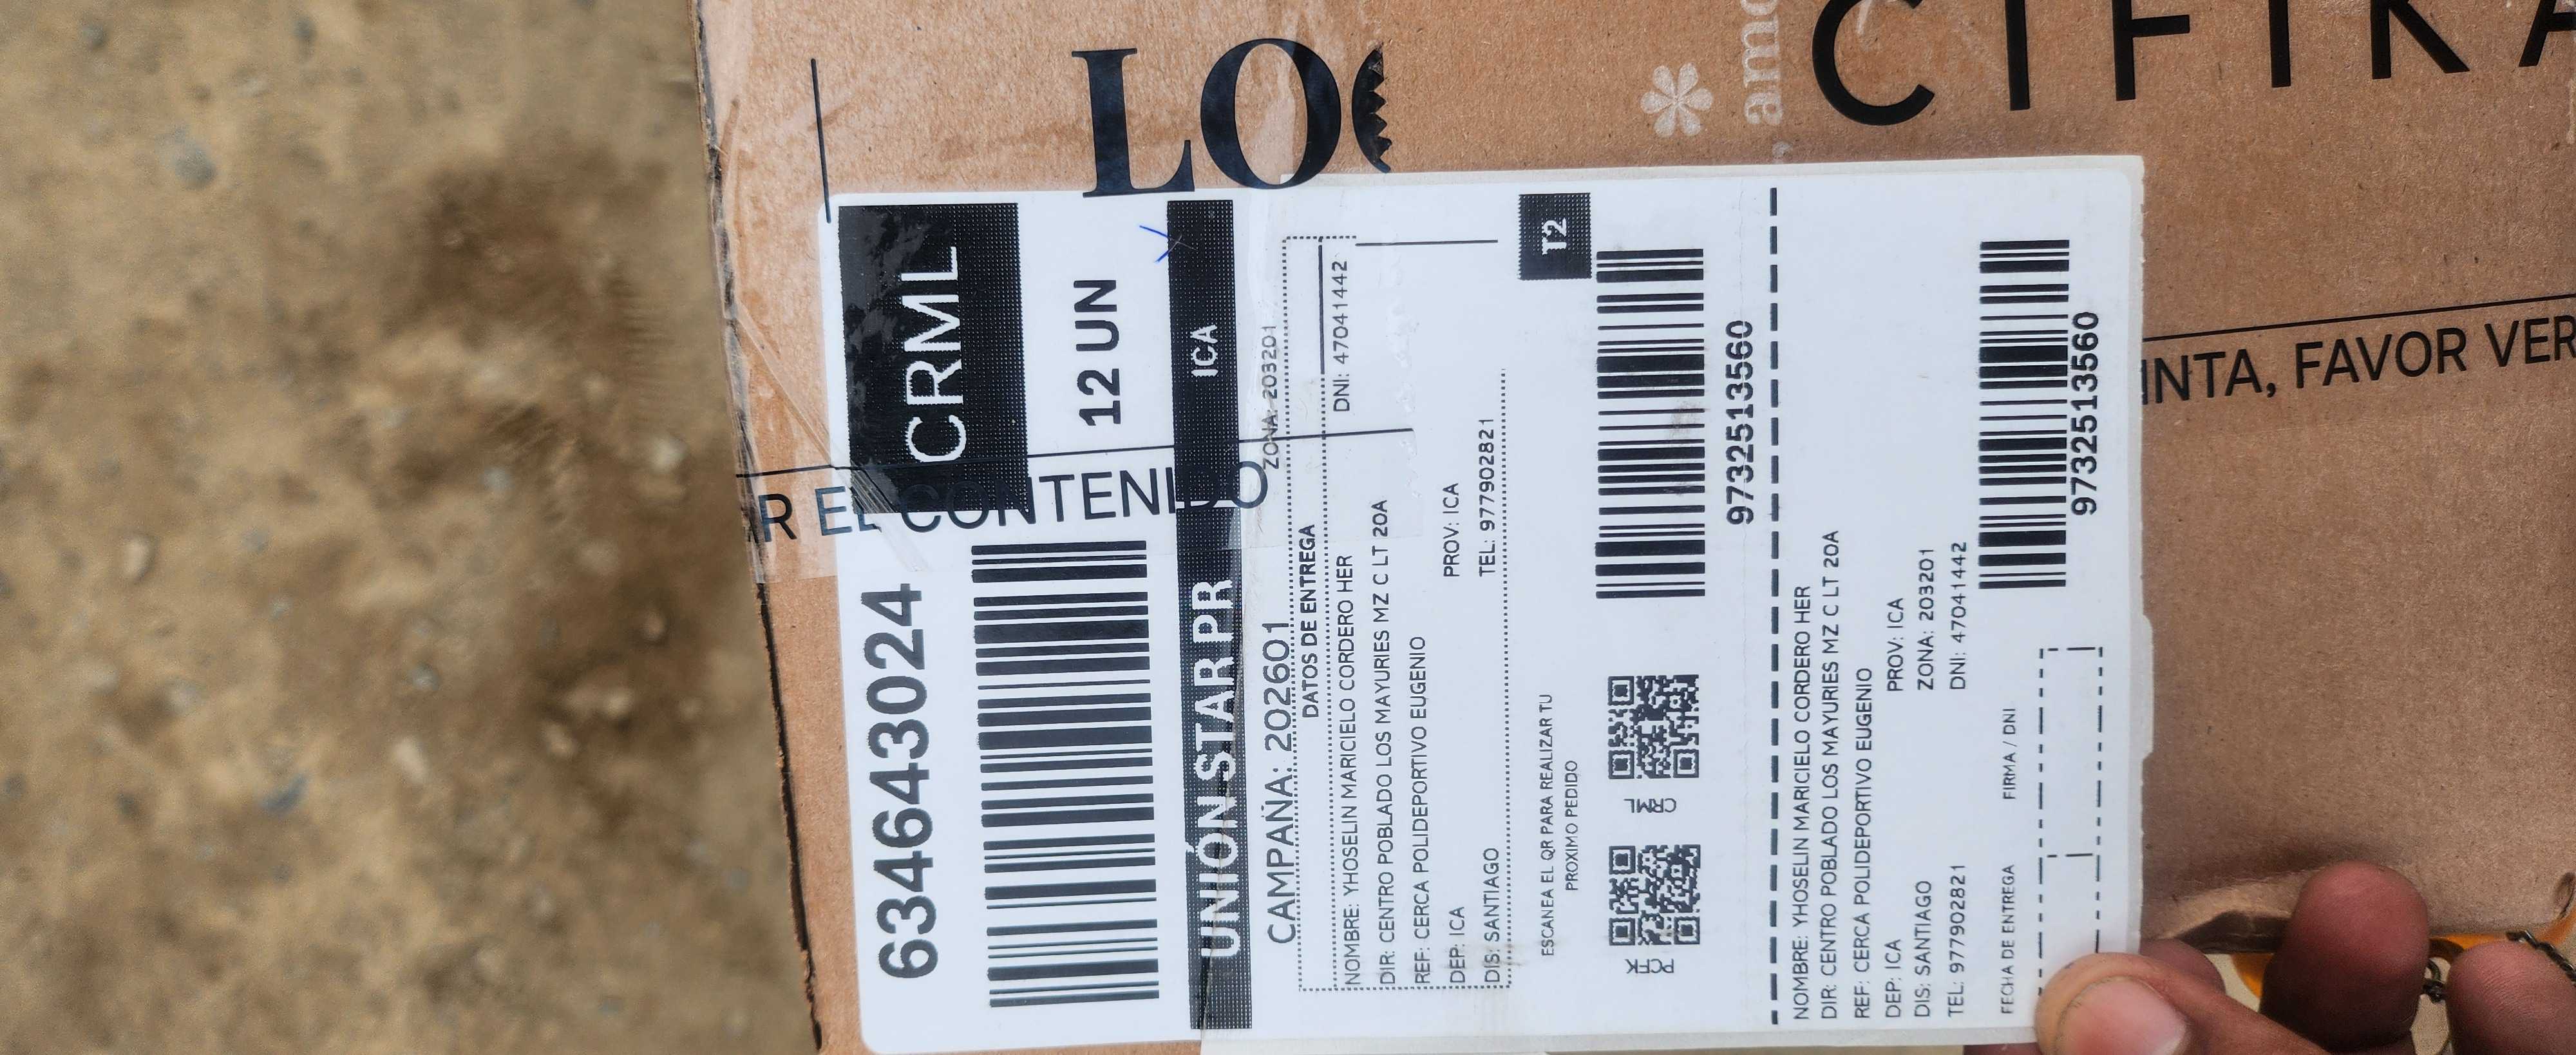 LO
amo
CIFRA
R EL CONTENIDO
INTA, FAVOR VER
6346643024
CRML
12 UN
UNIÓN STAR PR ICA
CAMPAÑA: 202601 ZONA: 203201
DATOS DE ENTREGA
NOMBRE: YHOSELIN MARICIELO CORDERO HER DNI: 47041442
DIR: CENTRO POBLADO LOS MAYURIES MZ C LT 20A
REF: CERCA POLIDEPORTIVO EUGENIO
DEP: ICA PROV: ICA
DIS: SANTIAGO TEL: 977902821
ESCANEA EL QR PARA REALIZAR TU
PROXIMO PEDIDO
T2
PCFK CRML
9732513560
NOMBRE: YHOSELIN MARICIELO CORDERO HER
DIR: CENTRO POBLADO LOS MAYURIES MZ C LT 20A
REF: CERCA POLIDEPORTIVO EUGENIO
DEP: ICA PROV: ICA
DIS: SANTIAGO ZONA: 203201
TEL: 977902821 DNI: 47041442
FECHA DE ENTREGA FIRMA / DNI
9732513560